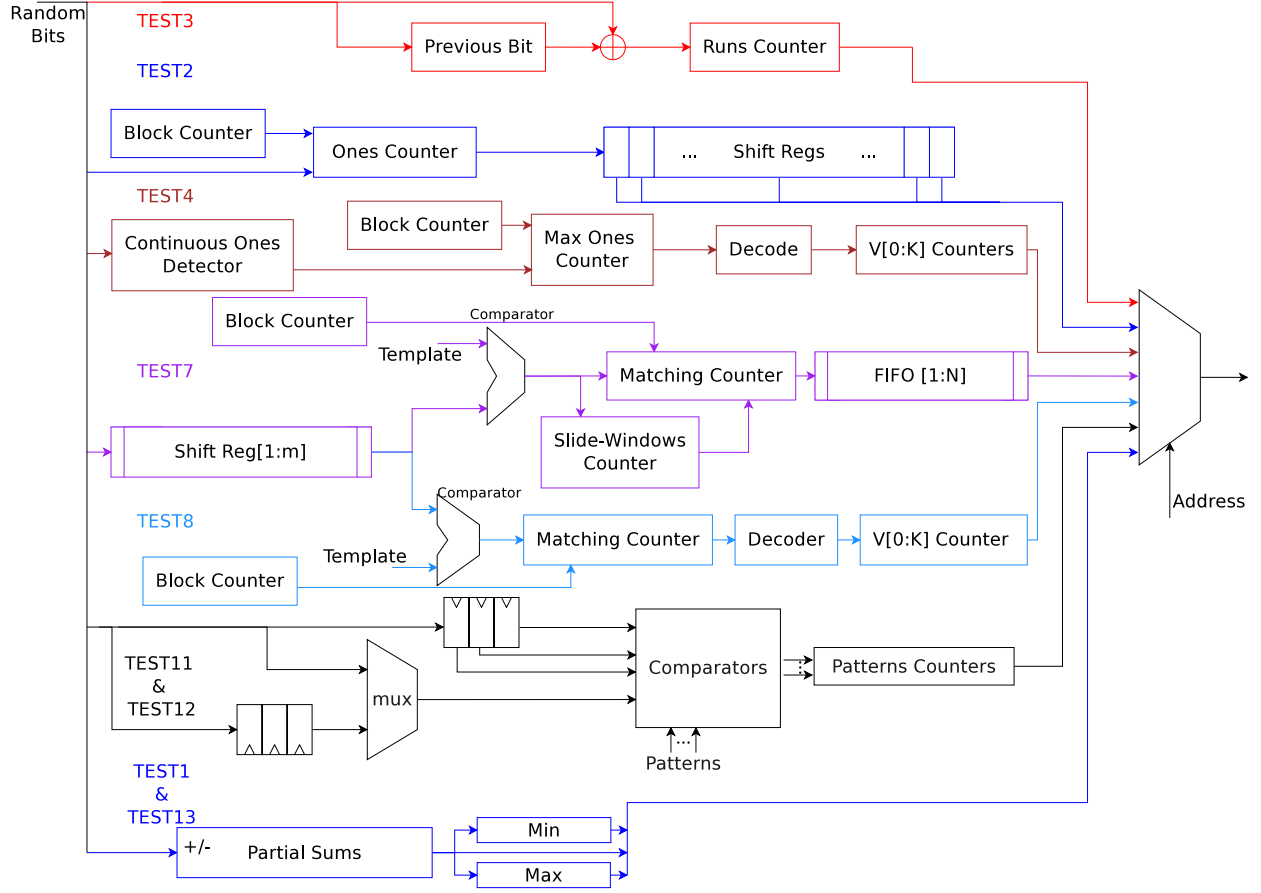 Random
Bits
TEST3
Previous Bit
Runs Counter
TEST2
Block Counter
Ones Counter
... Shift Regs ...
TEST4
Block Counter
Continuous Ones
Detector
Max Ones
Counter
Decode
V[0:K] Counters
Block Counter
Comparator
Template
TEST7
Matching Counter
FIFO [1:N]
Shift Reg[1:m]
Slide-Windows
Counter
Comparator
Address
TEST8
Template
Matching Counter
Decoder
V[0:K] Counter
Block Counter
TEST11
&
TEST12
mux
Comparators
...
Patterns Counters
...
Patterns
TEST1
&
TEST13
+/-
Partial Sums
Min
Max